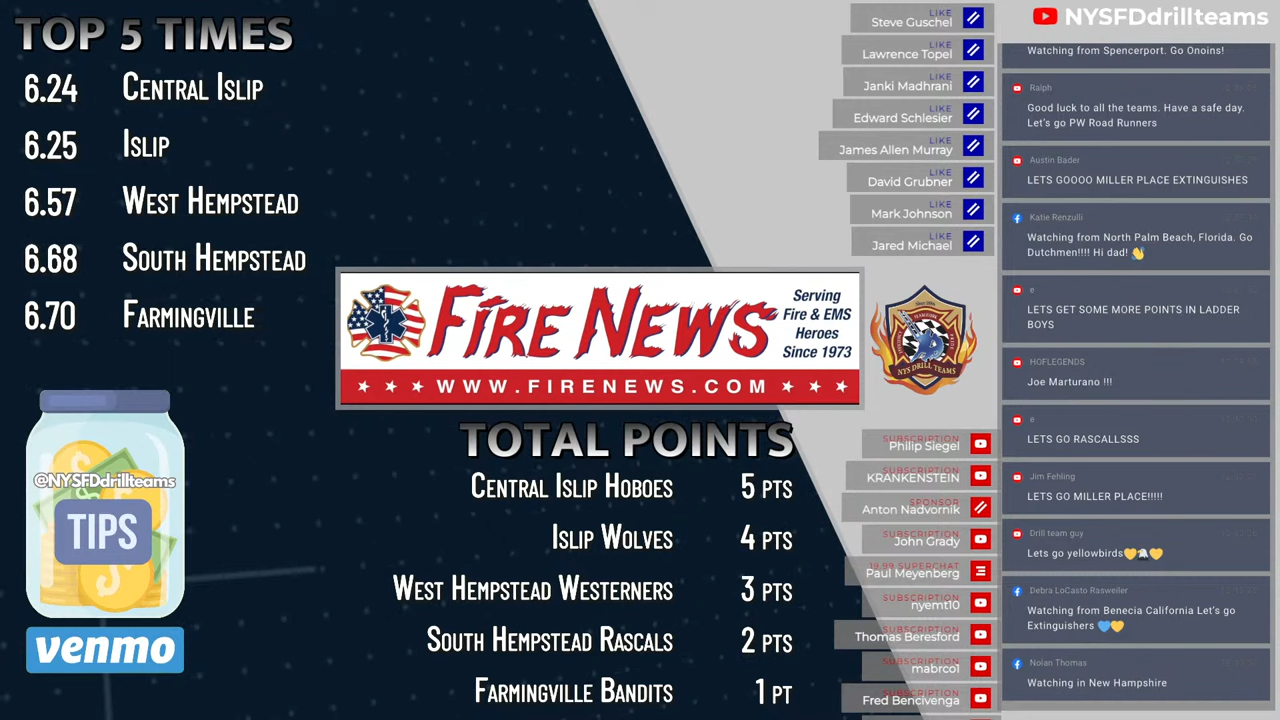 TOP 5 TIMES
6.24 Central Islip
6.25 Islip
6.57 West Hempstead
6.68 South Hempstead
6.70 Farmingville
@NYSFDdrillteams
TIPS
venmo
FIRE NEWS
Serving
Fire & EMS
Heroes
Since 1973
WWW.FIRENEWS.COM
NYS DRILL TEAMS
TOTAL POINTS
Central Islip Hoboes 5 pts
Islip Wolves 4 pts
West Hempstead Westerners 3 pts
South Hempstead Rascals 2 pts
Farmingville Bandits 1 pt
LIKE
Steve Guschel
LIKE
Lawrence Topel
LIKE
Janki Madhrani
LIKE
Edward Schlesier
LIKE
James Allen Murray
LIKE
David Grubner
LIKE
Mark Johnson
LIKE
Jared Michael
SUBSCRIPTION
Philip Siegel
SUBSCRIPTION
KRANKENSTEIN
SPONSOR
Anton Nadvornik
SUBSCRIPTION
John Grady
19.99 SUPERCHAT
Paul Meyenberg
SUBSCRIPTION
nyemt10
SUBSCRIPTION
Thomas Beresford
SUBSCRIPTION
mabrco1
SUBSCRIPTION
Fred Bencivenga
NYSFDdrillteams
Watching from Spencerport. Go Onoins!
Ralph
Good luck to all the teams. Have a safe day.
Let's go PW Road Runners
Austin Bader
LETS GOOOO MILLER PLACE EXTINGUISHES
Katie Renzulli
Watching from North Palm Beach, Florida. Go
Dutchmen!!!! Hi dad! 👋
e
LETS GET SOME MORE POINTS IN LADDER
BOYS
HOFLEGENDS
Joe Marturano !!!
e
LETS GO RASCALLSSS
Jim Fehling
LETS GO MILLER PLACE!!!!!
Drill team guy
Lets go yellowbirds💛🦅💛
Debra LoCasto Rasweiler
Watching from Benecia California Let's go
Extinguishers 💙💛
Nolan Thomas
Watching in New Hampshire